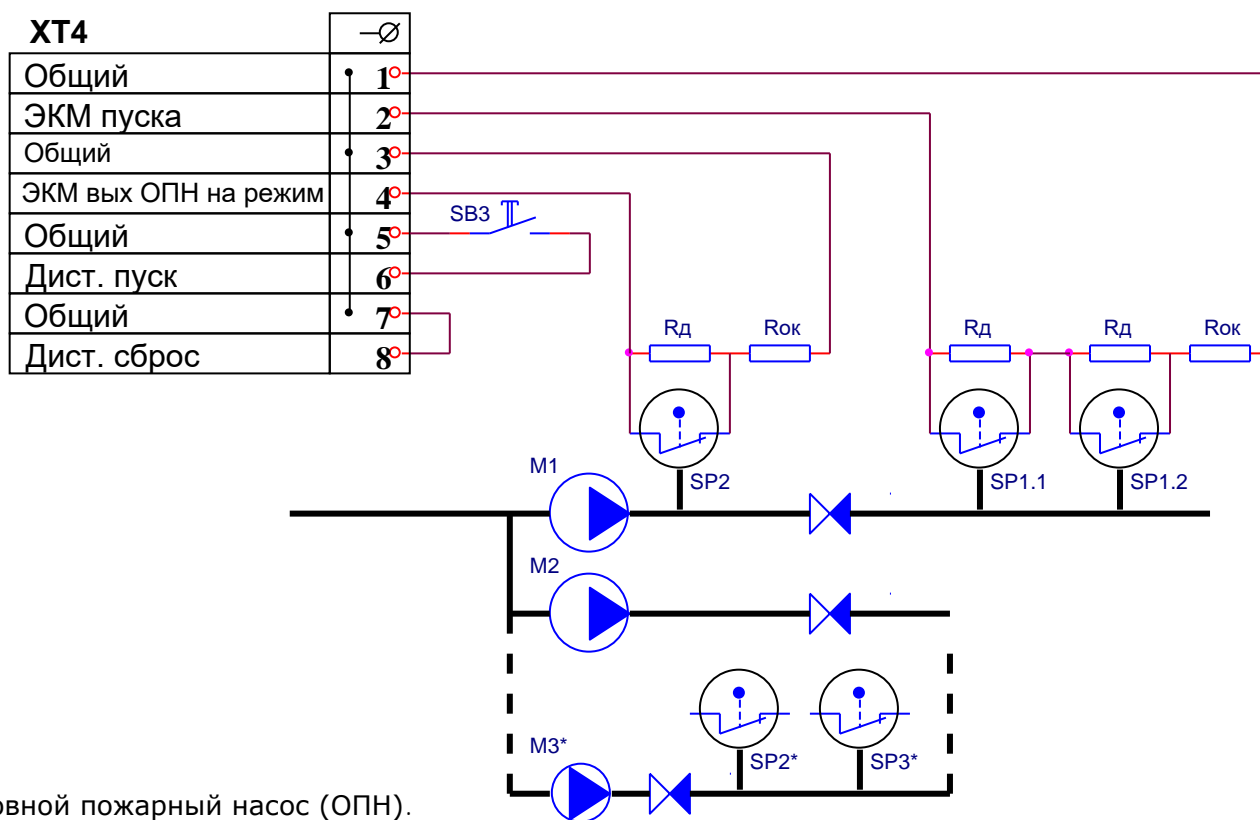 XT4
Общий 1
ЭКМ пуска 2
Общий 3
ЭКМ вых ОПН на режим 4
Общий 5
Дист. пуск 6
Общий 7
Дист. сброс 8
SB3
Rд Rок Rд Rд Rок
SP2 SP1.1 SP1.2
M1
M2
M3*
SP2* SP3*
овной пожарный насос (ОПН).